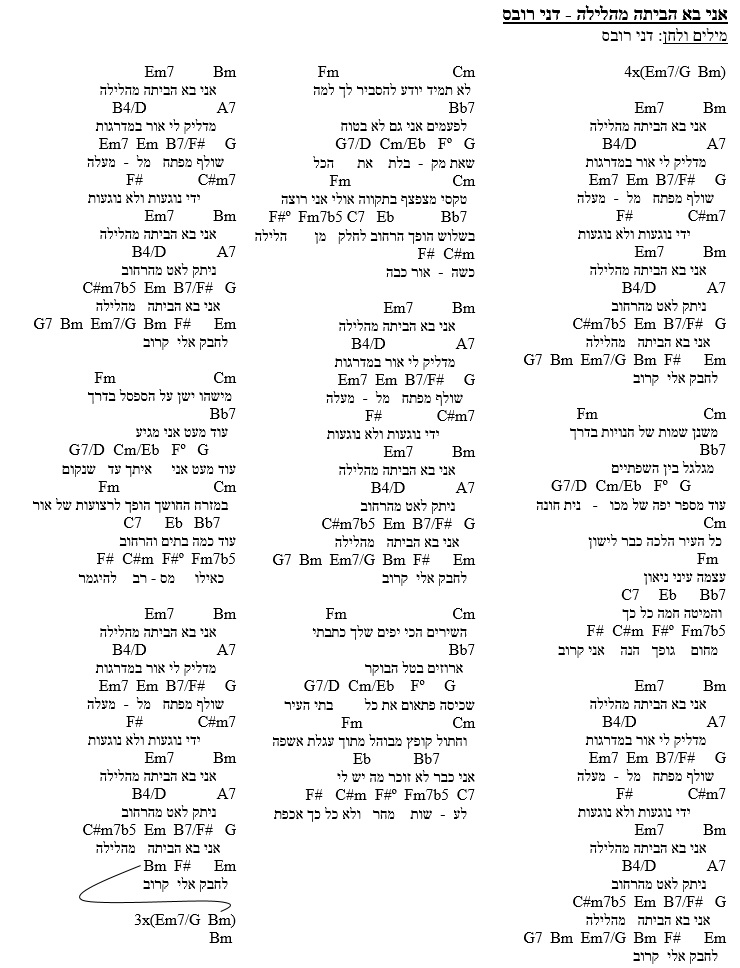 אני בא הביתה מהלילה - דני רובס
מילים ולחן: דני רובס
4x(Em7/G Bm)
Em7 Bm
אני בא הביתה מהלילה
B4/D A7
מדליק לי אור במדרגות
Em7 Em B7/F# G
שולף מפתח מל - מעלה
F# C#m7
ידי נוגעות ולא נוגעות
Em7 Bm
אני בא הביתה מהלילה
B4/D A7
ניתק לאט מהרחוב
C#m7b5 Em B7/F# G
אני בא הביתה מהלילה
G7 Bm Em7/G Bm F# Em
לחבק אלי קרוב
Fm Cm
משנן שמות של חנויות בדרך
Bb7
מגלגל בין השפתיים
G7/D Cm/Eb Fº G
עוד מספר יפה של מכו - נית חונה
Cm
כל העיר הלכה כבר לישון
Fm
עצמה עיני ניאון
C7 Eb Bb7
והמיטה חמה כל כך
F# C#m F#º Fm7b5
מחום גופך הנה אני קרוב
Em7 Bm
אני בא הביתה מהלילה
B4/D A7
מדליק לי אור במדרגות
Em7 Em B7/F# G
שולף מפתח מל - מעלה
F# C#m7
ידי נוגעות ולא נוגעות
Em7 Bm
אני בא הביתה מהלילה
B4/D A7
ניתק לאט מהרחוב
C#m7b5 Em B7/F# G
אני בא הביתה מהלילה
G7 Bm Em7/G Bm F# Em
לחבק אלי קרוב
Fm Cm
לא תמיד יודע להסביר לך למה
Bb7
לפעמים אני גם לא בטוח
G7/D Cm/Eb Fº G
שאת מק - בלת את הכל
Fm Cm
טקסי מצפצף בתקווה אולי אני רוצה
F#º Fm7b5 C7 Eb Bb7
בשלוש הופך הרחוב לחלק מן הלילה
F# C#m
כשה - אור כבה
Em7 Bm
אני בא הביתה מהלילה
B4/D A7
מדליק לי אור במדרגות
Em7 Em B7/F# G
שולף מפתח מל - מעלה
F# C#m7
ידי נוגעות ולא נוגעות
Em7 Bm
אני בא הביתה מהלילה
B4/D A7
ניתק לאט מהרחוב
C#m7b5 Em B7/F# G
אני בא הביתה מהלילה
G7 Bm Em7/G Bm F# Em
לחבק אלי קרוב
Fm Cm
השירים הכי יפים שלך כתבתי
Bb7
ארוזים בטל הבוקר
G7/D Cm/Eb Fº G
שכיסה פתאום את כל בתי העיר
Fm Cm
וחתול קופץ מבוהל מתוך עגלת אשפה
Eb Bb7
אני כבר לא זוכר מה יש לי
F# C#m F#º Fm7b5 C7
לע - שות מחר ולא כל כך אכפת
Em7 Bm
אני בא הביתה מהלילה
B4/D A7
מדליק לי אור במדרגות
Em7 Em B7/F# G
שולף מפתח מל - מעלה
F# C#m7
ידי נוגעות ולא נוגעות
Em7 Bm
אני בא הביתה מהלילה
B4/D A7
ניתק לאט מהרחוב
C#m7b5 Em B7/F# G
אני בא הביתה מהלילה
G7 Bm Em7/G Bm F# Em
לחבק אלי קרוב
Fm Cm
מישהו ישן על הספסל בדרך
Bb7
עוד מעט אני מגיע
G7/D Cm/Eb Fº G
עוד מעט אני איתך עד שנקום
Fm Cm
במזרח החושך הופך לרצועות של אור
C7 Eb Bb7
עוד כמה בתים והרחוב
F# C#m F#º Fm7b5
כאילו מס - רב להיגמר
Em7 Bm
אני בא הביתה מהלילה
B4/D A7
מדליק לי אור במדרגות
Em7 Em B7/F# G
שולף מפתח מל - מעלה
F# C#m7
ידי נוגעות ולא נוגעות
Em7 Bm
אני בא הביתה מהלילה
B4/D A7
ניתק לאט מהרחוב
C#m7b5 Em B7/F# G
אני בא הביתה מהלילה
Bm F# Em
לחבק אלי קרוב
3x(Em7/G Bm)
Bm